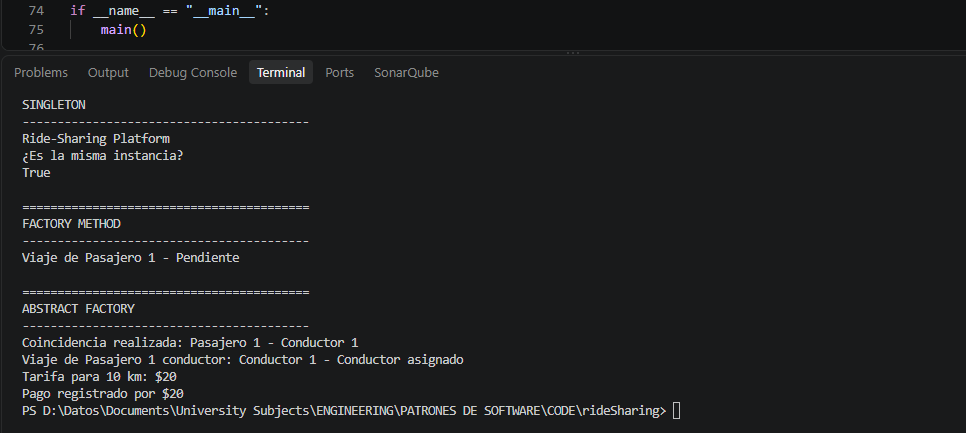 74 if __name__ == "__main__":
75 main()
76
Problems Output Debug Console Terminal Ports SonarQube
SINGLETON
-----------------------------------------
Ride-Sharing Platform
¿Es la misma instancia?
True
=========================================
FACTORY METHOD
-----------------------------------------
Viaje de Pasajero 1 - Pendiente
=========================================
ABSTRACT FACTORY
-----------------------------------------
Coincidencia realizada: Pasajero 1 - Conductor 1
Viaje de Pasajero 1 conductor: Conductor 1 - Conductor asignado
Tarifa para 10 km: $20
Pago registrado por $20
PS D:\Datos\Documents\University Subjects\ENGINEERING\PATRONES DE SOFTWARE\CODE\rideSharing>